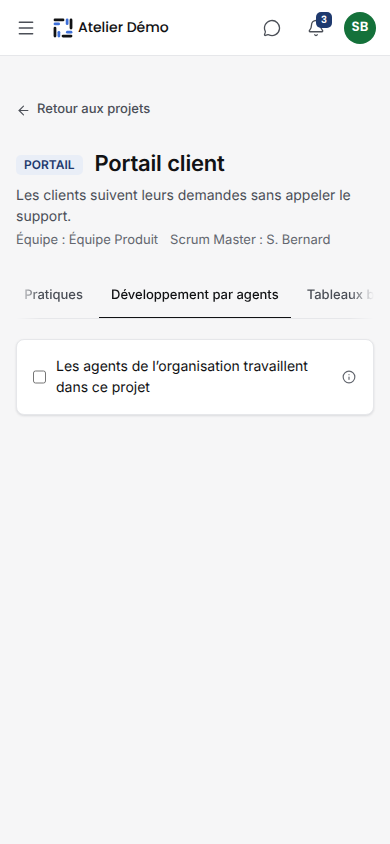 Atelier Démo
3
SB
Retour aux projets
PORTAIL Portail client
Les clients suivent leurs demandes sans appeler le
support.
Équipe : Équipe Produit Scrum Master : S. Bernard
Pratiques Développement par agents Tableaux
Les agents de l’organisation travaillent
dans ce projet